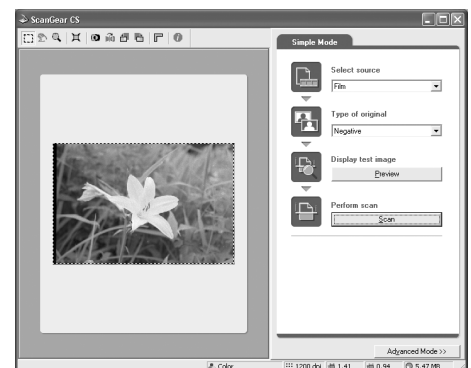 ScanGear CS
Simple Mode
Select source
Film
Type of original
Negative
Display test image
Preview
Perform scan
Scan
Advanced Mode >>
Color 1200 dpi 1.41 0.94 5.47 MB